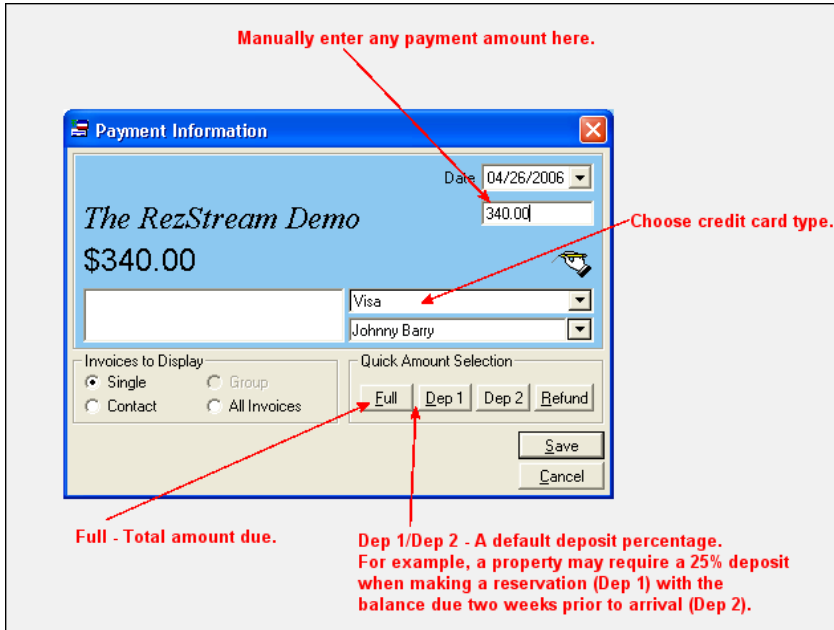 Manually enter any payment amount here.
Payment Information
Date 04/26/2006
The RezStream Demo
340.00
Choose credit card type.
$340.00
Visa
Johnny Barry
Invoices to Display
Quick Amount Selection
Single Group
Contact All Invoices
Full Dep 1 Dep 2 Refund
Save
Cancel
Full - Total amount due.
Dep 1/Dep 2 - A default deposit percentage.
For example, a property may require a 25% deposit
when making a reservation (Dep 1) with the
balance due two weeks prior to arrival (Dep 2).